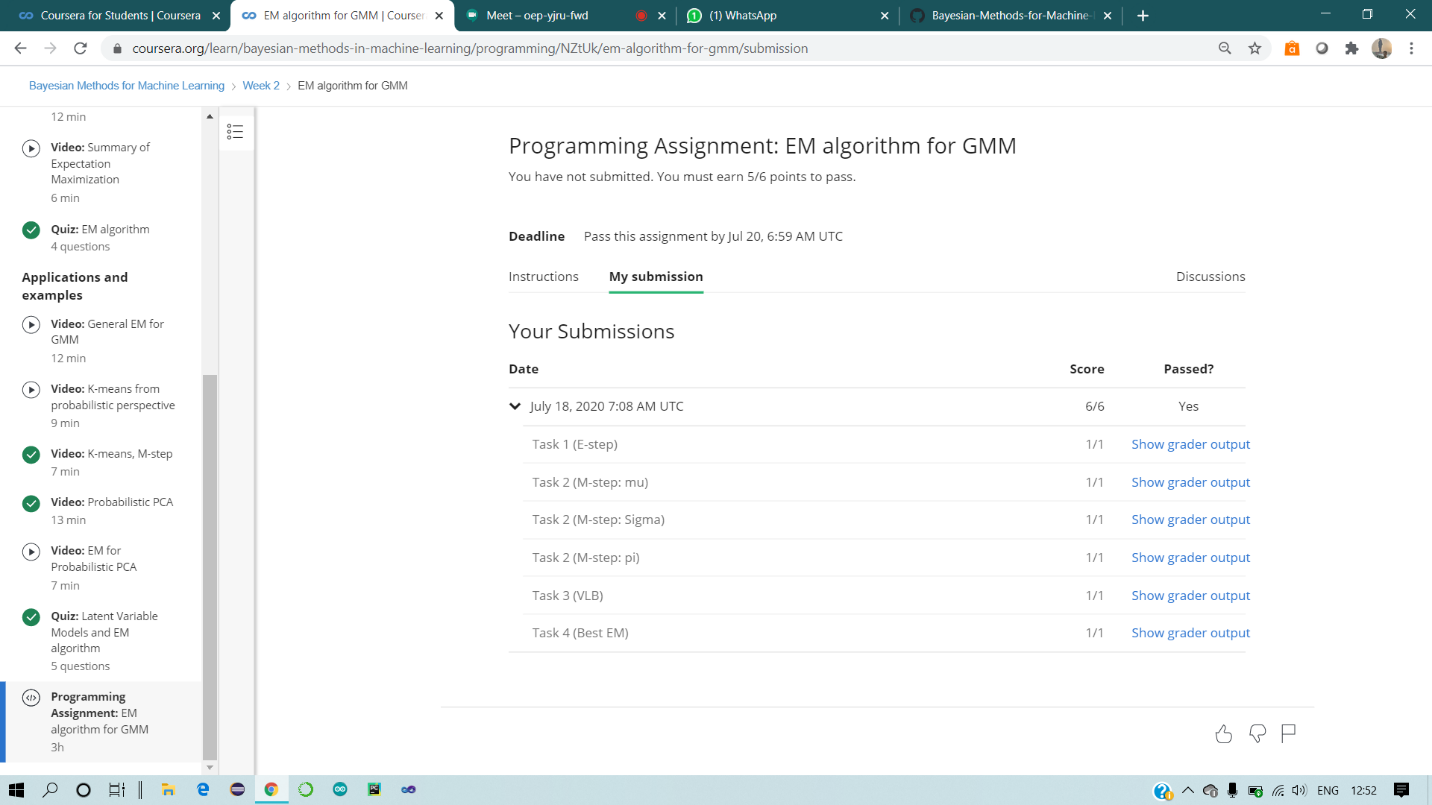 Coursera for Students | Coursera
EM algorithm for GMM | Courser
Meet – oep-yjru-fwd
(1) WhatsApp
Bayesian-Methods-for-Machine-
coursera.org/learn/bayesian-methods-in-machine-learning/programming/NZtUk/em-algorithm-for-gmm/submission
Bayesian Methods for Machine Learning > Week 2 > EM algorithm for GMM
12 min
Video: Summary of
Expectation
Maximization
6 min
Quiz: EM algorithm
4 questions
Applications and
examples
Video: General EM for
GMM
12 min
Video: K-means from
probabilistic perspective
9 min
Video: K-means, M-step
7 min
Video: Probabilistic PCA
13 min
Video: EM for
Probabilistic PCA
7 min
Quiz: Latent Variable
Models and EM
algorithm
5 questions
Programming
Assignment: EM
algorithm for GMM
3h
Programming Assignment: EM algorithm for GMM
You have not submitted. You must earn 5/6 points to pass.
Deadline Pass this assignment by Jul 20, 6:59 AM UTC
Instructions My submission Discussions
Your Submissions
Date Score Passed?
July 18, 2020 7:08 AM UTC 6/6 Yes
Task 1 (E-step) 1/1 Show grader output
Task 2 (M-step: mu) 1/1 Show grader output
Task 2 (M-step: Sigma) 1/1 Show grader output
Task 2 (M-step: pi) 1/1 Show grader output
Task 3 (VLB) 1/1 Show grader output
Task 4 (Best EM) 1/1 Show grader output
ENG 12:52